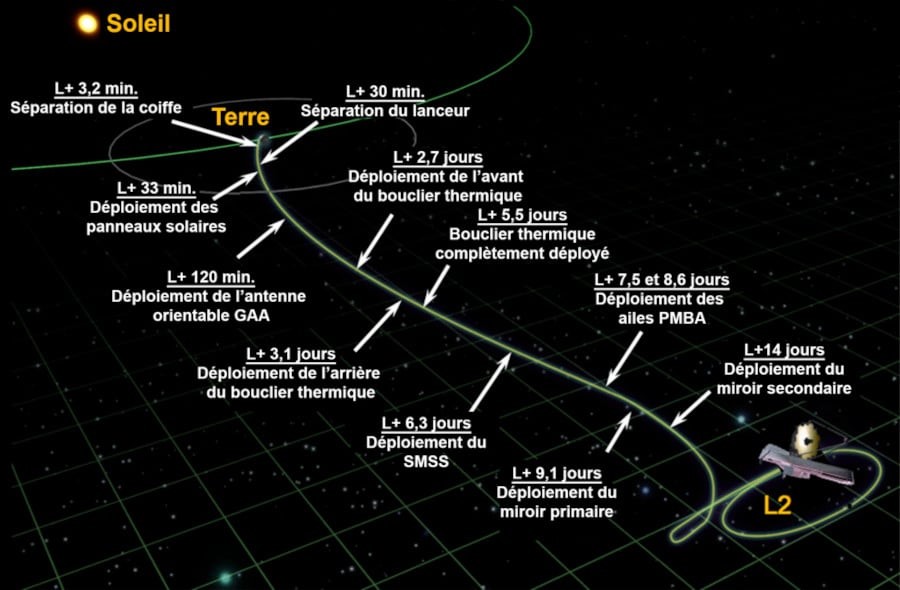 Soleil
L+ 3,2 min.
Séparation de la coiffe
L+ 30 min.
Séparation du lanceur
Terre
L+ 33 min.
Déploiement des
panneaux solaires
L+ 2,7 jours
Déploiement de l'avant
du bouclier thermique
L+ 5,5 jours
Bouclier thermique
complètement déployé
L+ 120 min.
Déploiement de l'antenne
orientable GAA
L+ 7,5 et 8,6 jours
Déploiement des
ailes PMBA
L+ 3,1 jours
Déploiement de l'arrière
du bouclier thermique
L+14 jours
Déploiement du
miroir secondaire
L+ 6,3 jours
Déploiement du
SMSS
L+ 9,1 jours
Déploiement du
miroir primaire
L2